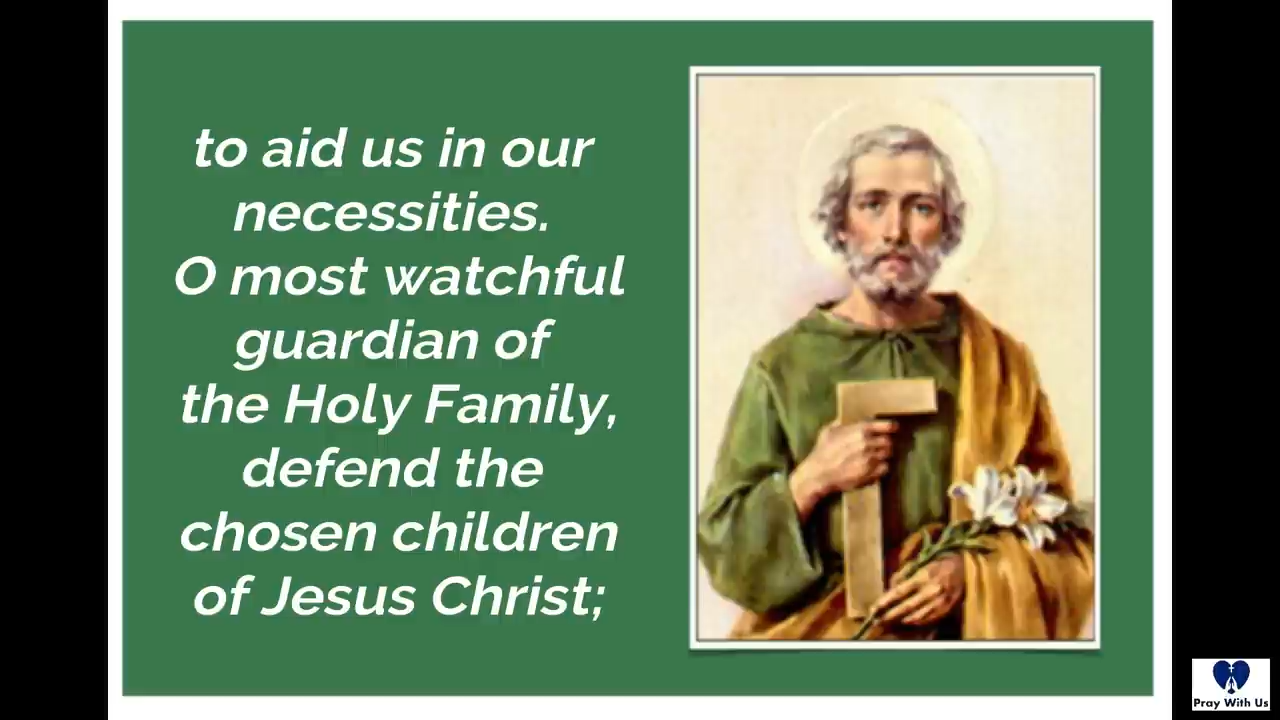 to aid us in our
necessities.
O most watchful
guardian of
the Holy Family,
defend the
chosen children
of Jesus Christ;
Pray With Us